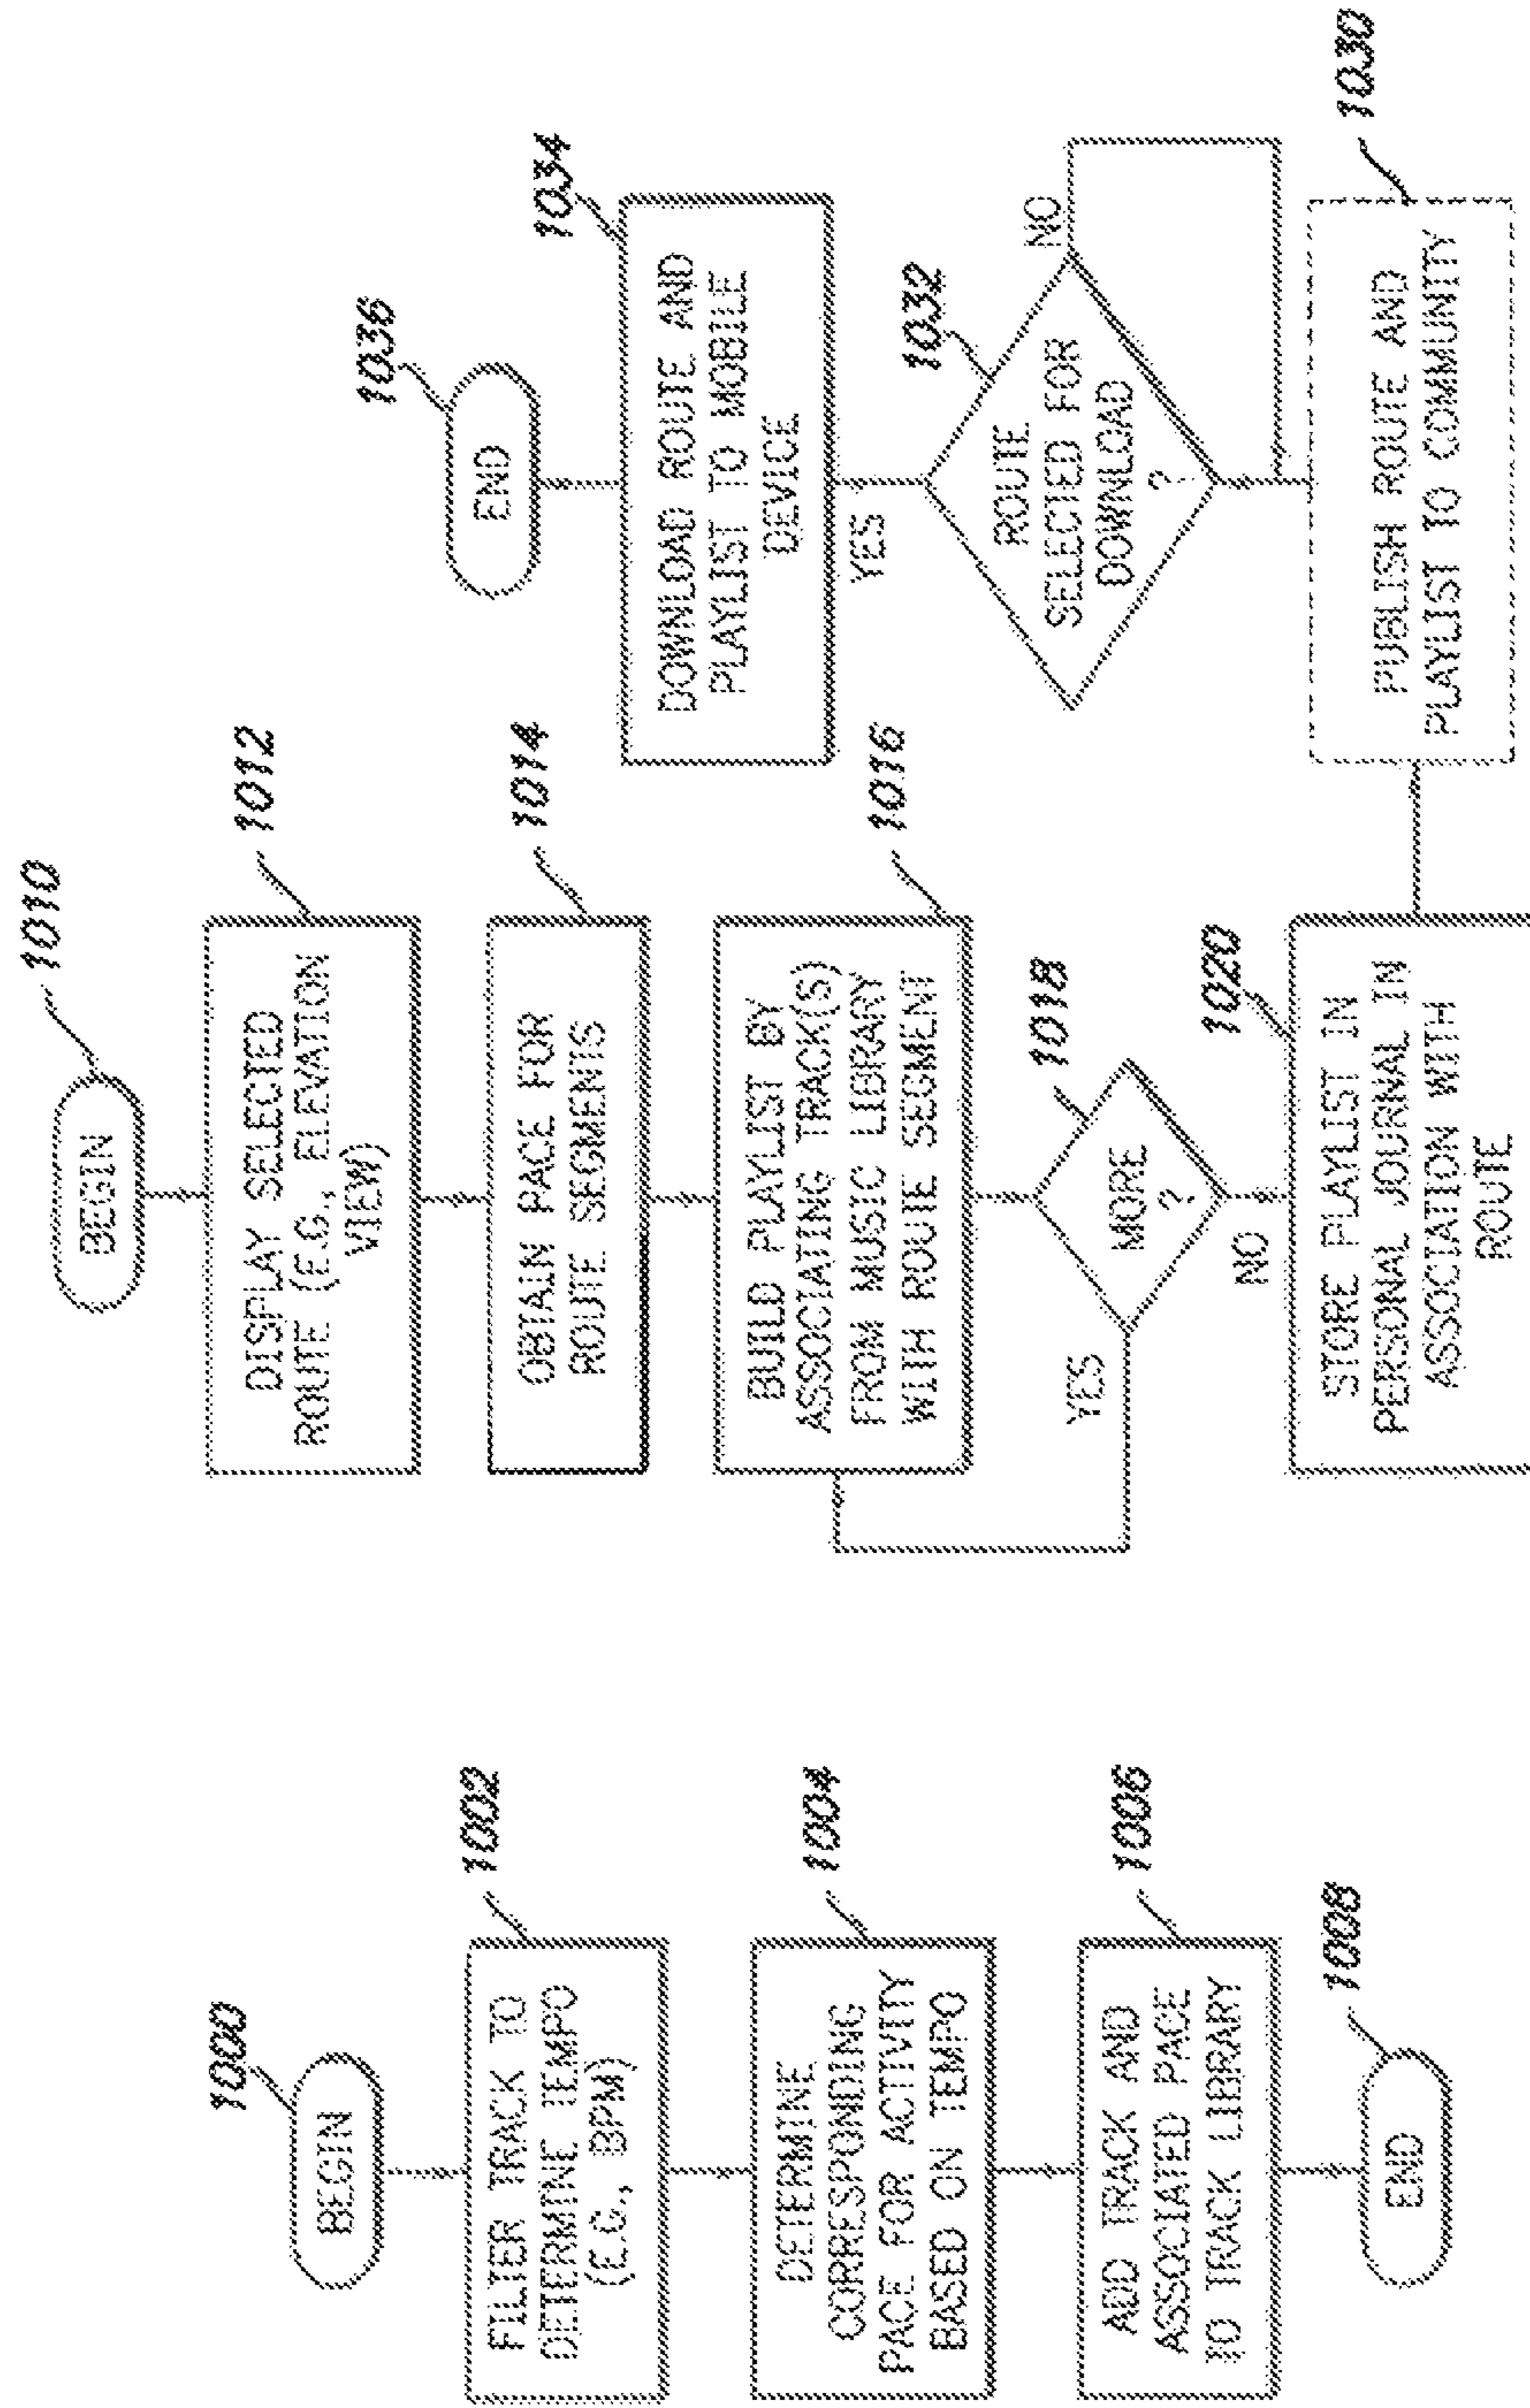 1000
BEGIN
1002
FILTER TRACK TO
DETERMINE TEMPO
(E.G., BPM)
1004
DETERMINE
CORRESPONDING
PACE FOR ACTIVITY
BASED ON TEMPO
1006
ADD TRACK AND
ASSOCIATED PACE
TO TRACK LIBRARY
1008
END
1010
BEGIN
1012
DISPLAY SELECTED
ROUTE (E.G., ELEVATION
VIEW)
1014
OBTAIN PACE FOR
ROUTE SEGMENTS
1016
BUILD PLAYLIST BY
ASSOCIATING TRACK(S)
FROM MUSIC LIBRARY
WITH ROUTE SEGMENT
1018
MORE
?
YES
NO
1020
STORE PLAYLIST IN
PERSONAL JOURNAL IN
ASSOCIATION WITH
ROUTE
1036
END
1034
DOWNLOAD ROUTE AND
PLAYLIST TO MOBILE
DEVICE
YES
1032
NO
ROUTE
SELECTED FOR
DOWNLOAD
?
1030
PUBLISH ROUTE AND
PLAYLIST TO COMMUNITY